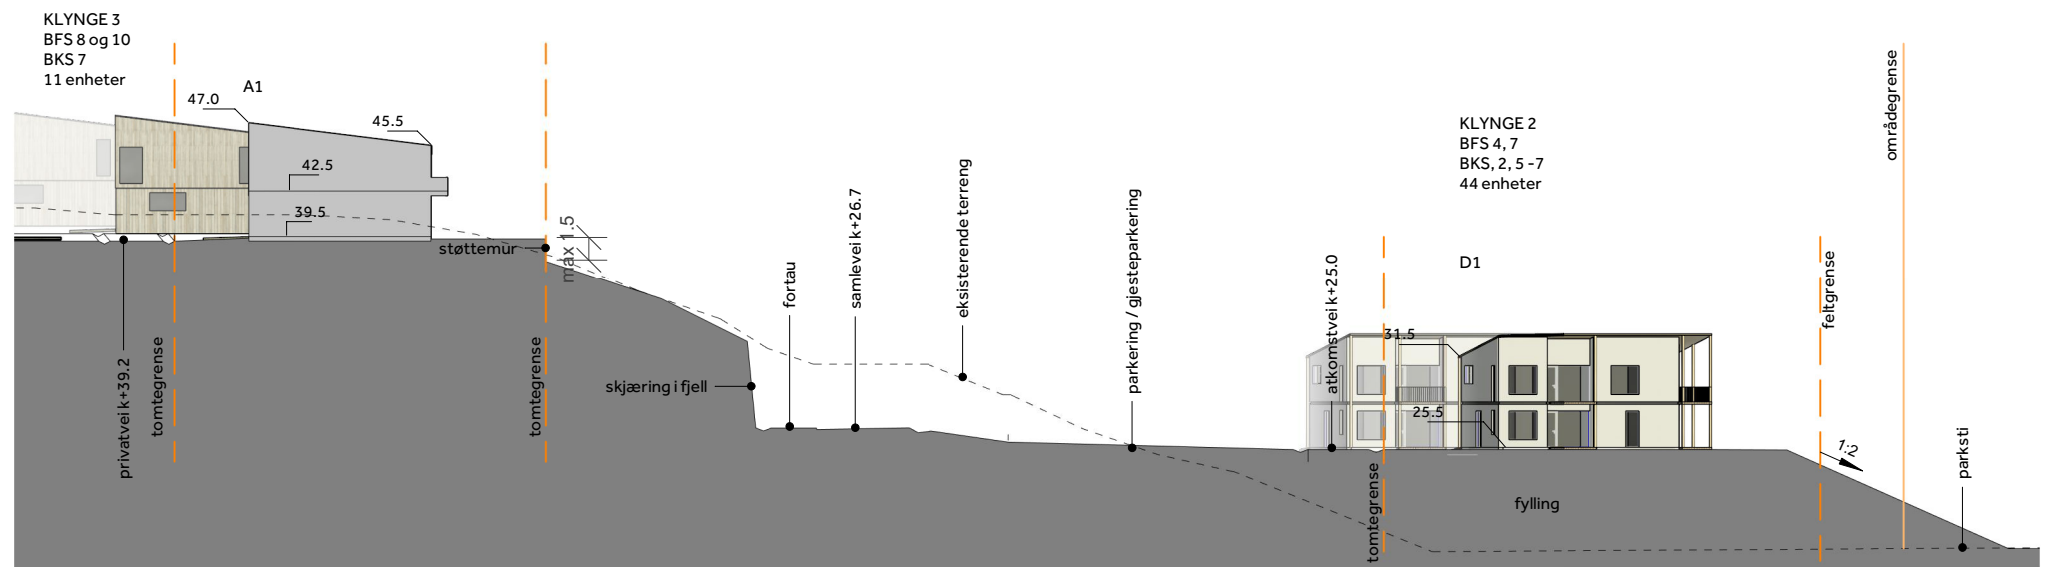 KLYNGE 3
BFS 8 og 10
BKS 7
11 enheter
A1
47.0
45.5
42.5
39.5
privatvei k+39.2
tomtegrense
støttemur
max 1.5
tomtegrense
skjæring i fjell
fortau
samlevei k+26.7
eksisterende terreng
parkering / gjesteparkering
atkomstvei k+25.0
KLYNGE 2
BFS 4, 7
BKS, 2, 5 -7
44 enheter
D1
31.5
25.5
tomtegrense
fylling
feltgrense
1:2
områdegrense
parksti